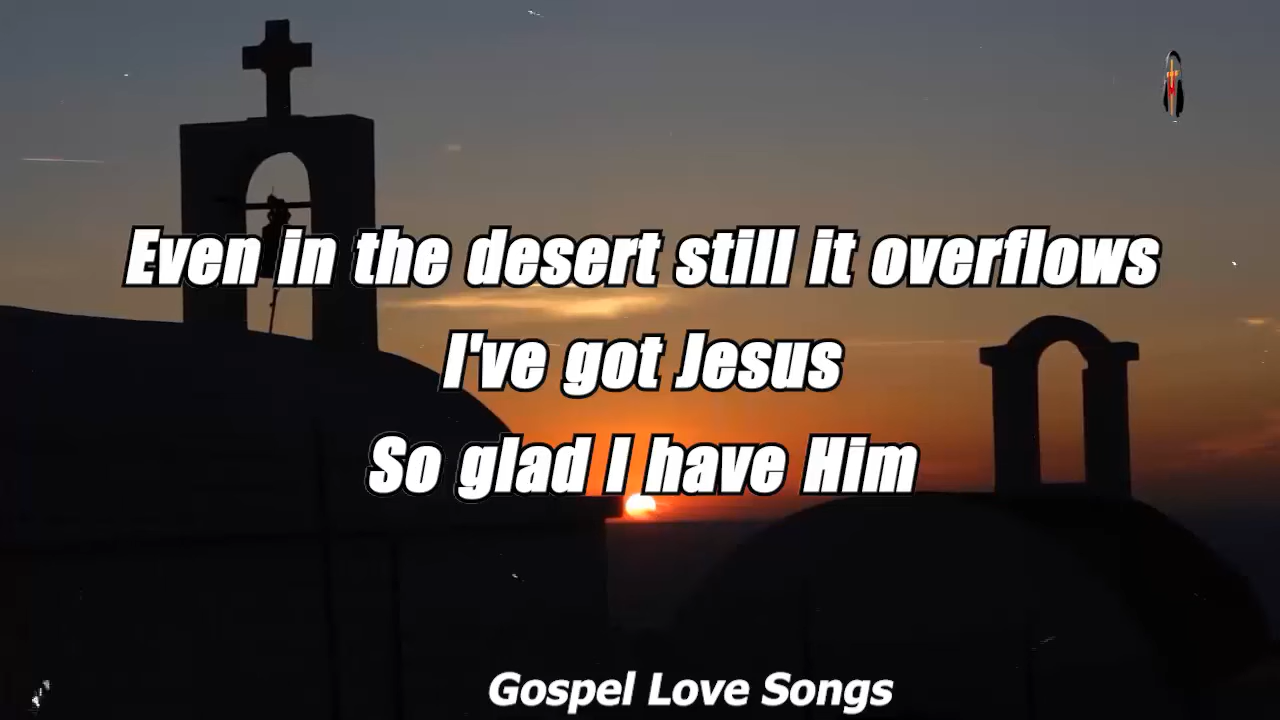 Even in the desert still it overflows
I've got Jesus
So glad I have Him
Gospel Love Songs